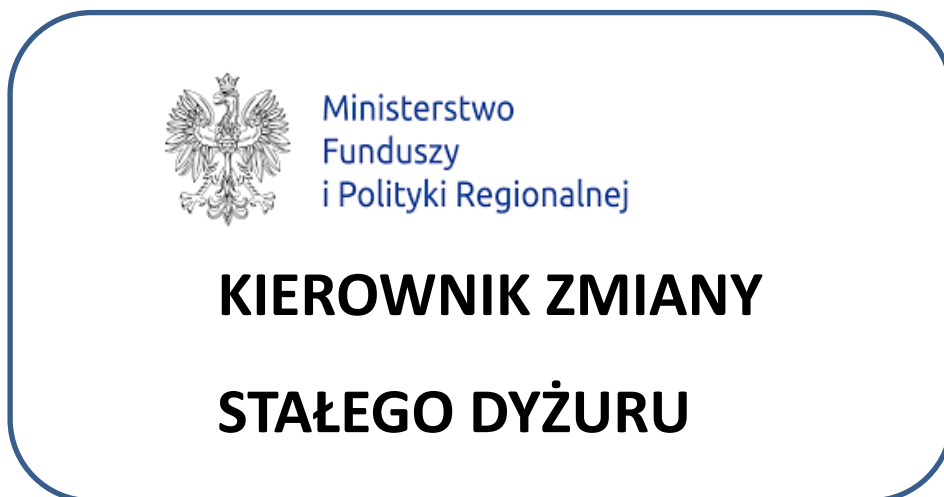 Ministerstwo
Funduszy
i Polityki Regionalnej
KIEROWNIK ZMIANY
STAŁEGO DYŻURU